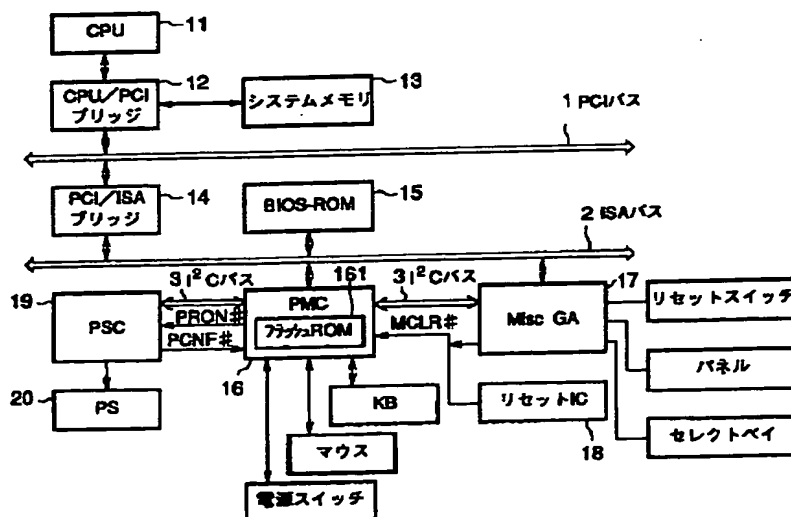 CPU
11
CPU/PCI
ブリッジ
12
システムメモリ
13
1 PCIバス
PCI/ISA
ブリッジ
14
BIOS-ROM
15
2 ISAバス
19
PSC
3 I²Cバス
PRON#
PCNF#
PMC
161
フラッシュROM
16
3 I²Cバス
MCLR#
17
Misc GA
リセットスイッチ
パネル
セレクトベイ
20
PS
KB
リセットIC
18
マウス
電源スイッチ